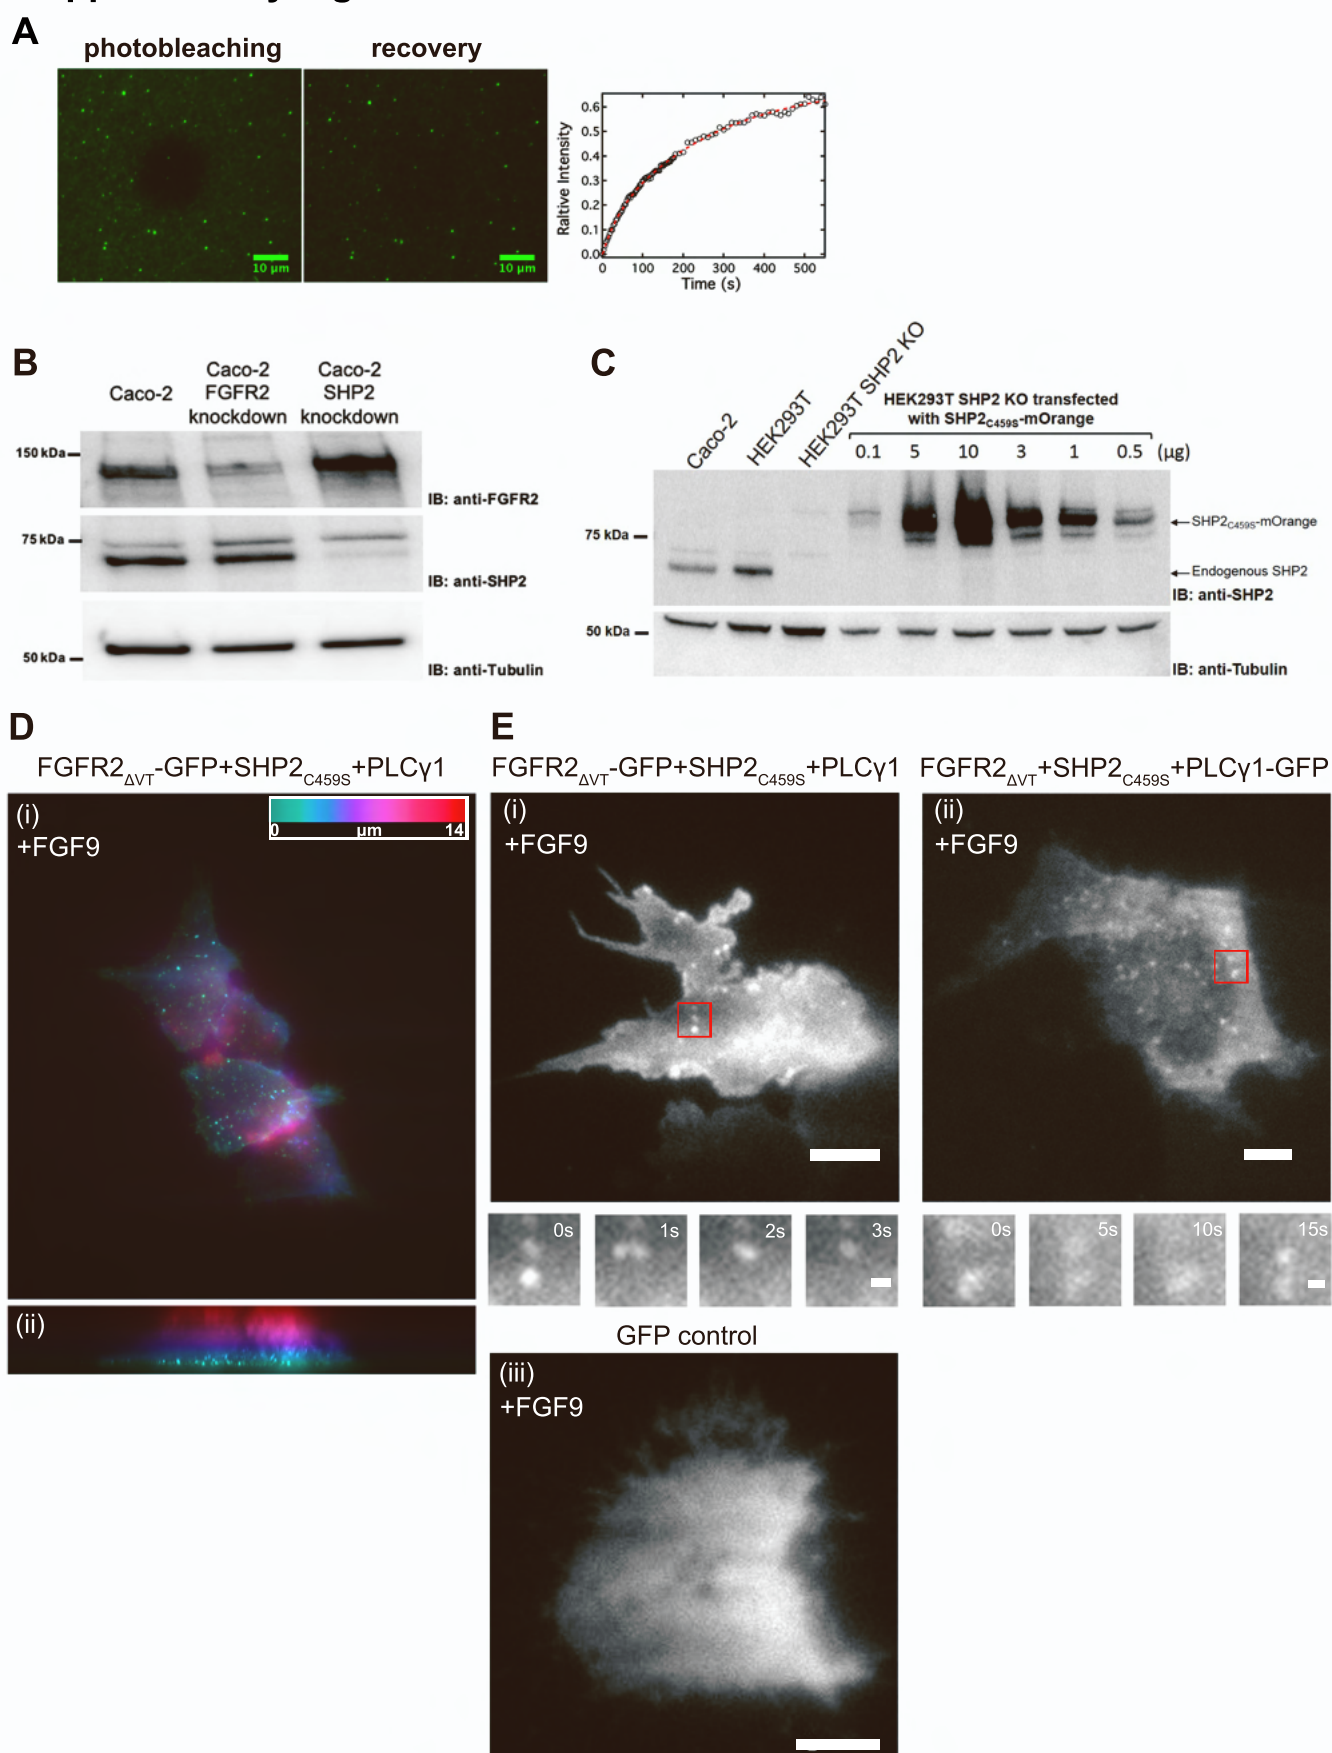 A
photobleaching
recovery
10 µm
10 µm
Raltive Intensity
0.6
0.5
0.4
0.3
0.2
0.1
0.0
0 100 200 300 400 500
Time (s)
B
Caco-2
Caco-2
FGFR2
knockdown
Caco-2
SHP2
knockdown
150 kDa
IB: anti-FGFR2
75 kDa
IB: anti-SHP2
50 kDa
IB: anti-Tubulin
C
Caco-2
HEK293T
HEK293T SHP2 KO
HEK293T SHP2 KO transfected
with SHP2C459S-mOrange
0.1 5 10 3 1 0.5 (µg)
75 kDa
SHP2C459S-mOrange
Endogenous SHP2
IB: anti-SHP2
50 kDa
IB: anti-Tubulin
D
FGFR2ΔVT-GFP+SHP2C459S+PLCγ1
(i)
+FGF9
0 µm 14
(ii)
E
FGFR2ΔVT-GFP+SHP2C459S+PLCγ1
(i)
+FGF9
0s 1s 2s 3s
FGFR2ΔVT+SHP2C459S+PLCγ1-GFP
(ii)
+FGF9
0s 5s 10s 15s
GFP control
(iii)
+FGF9